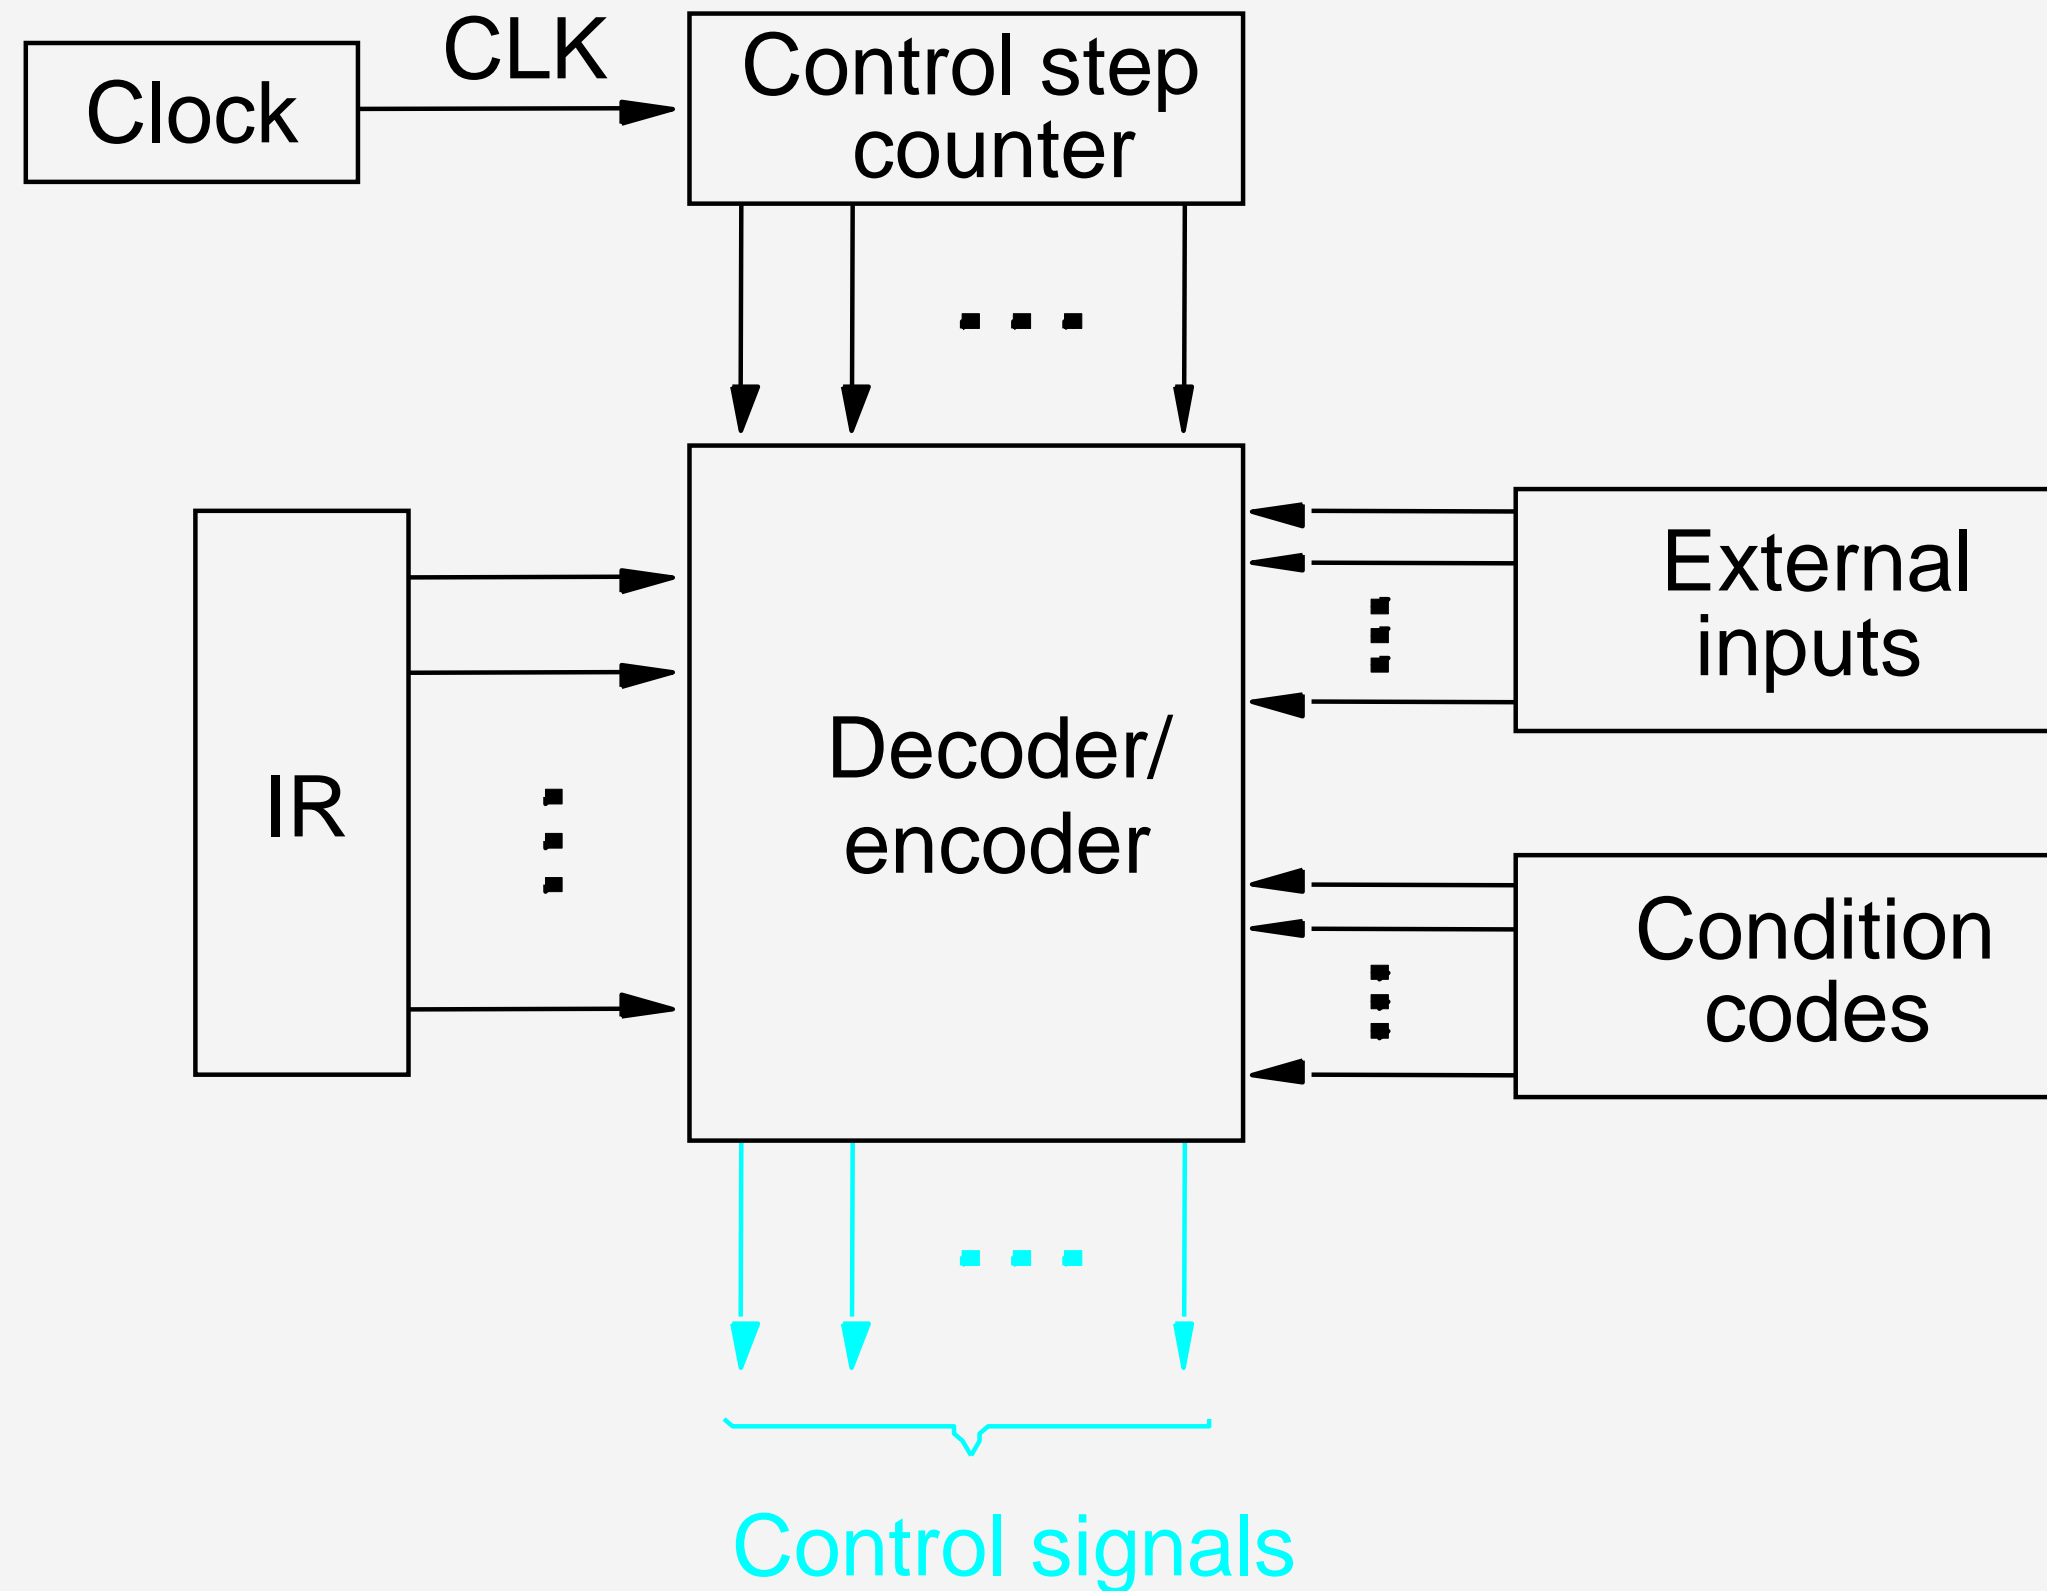 Clock
CLK
Control step
counter
IR
Decoder/
encoder
External
inputs
Condition
codes
Control signals